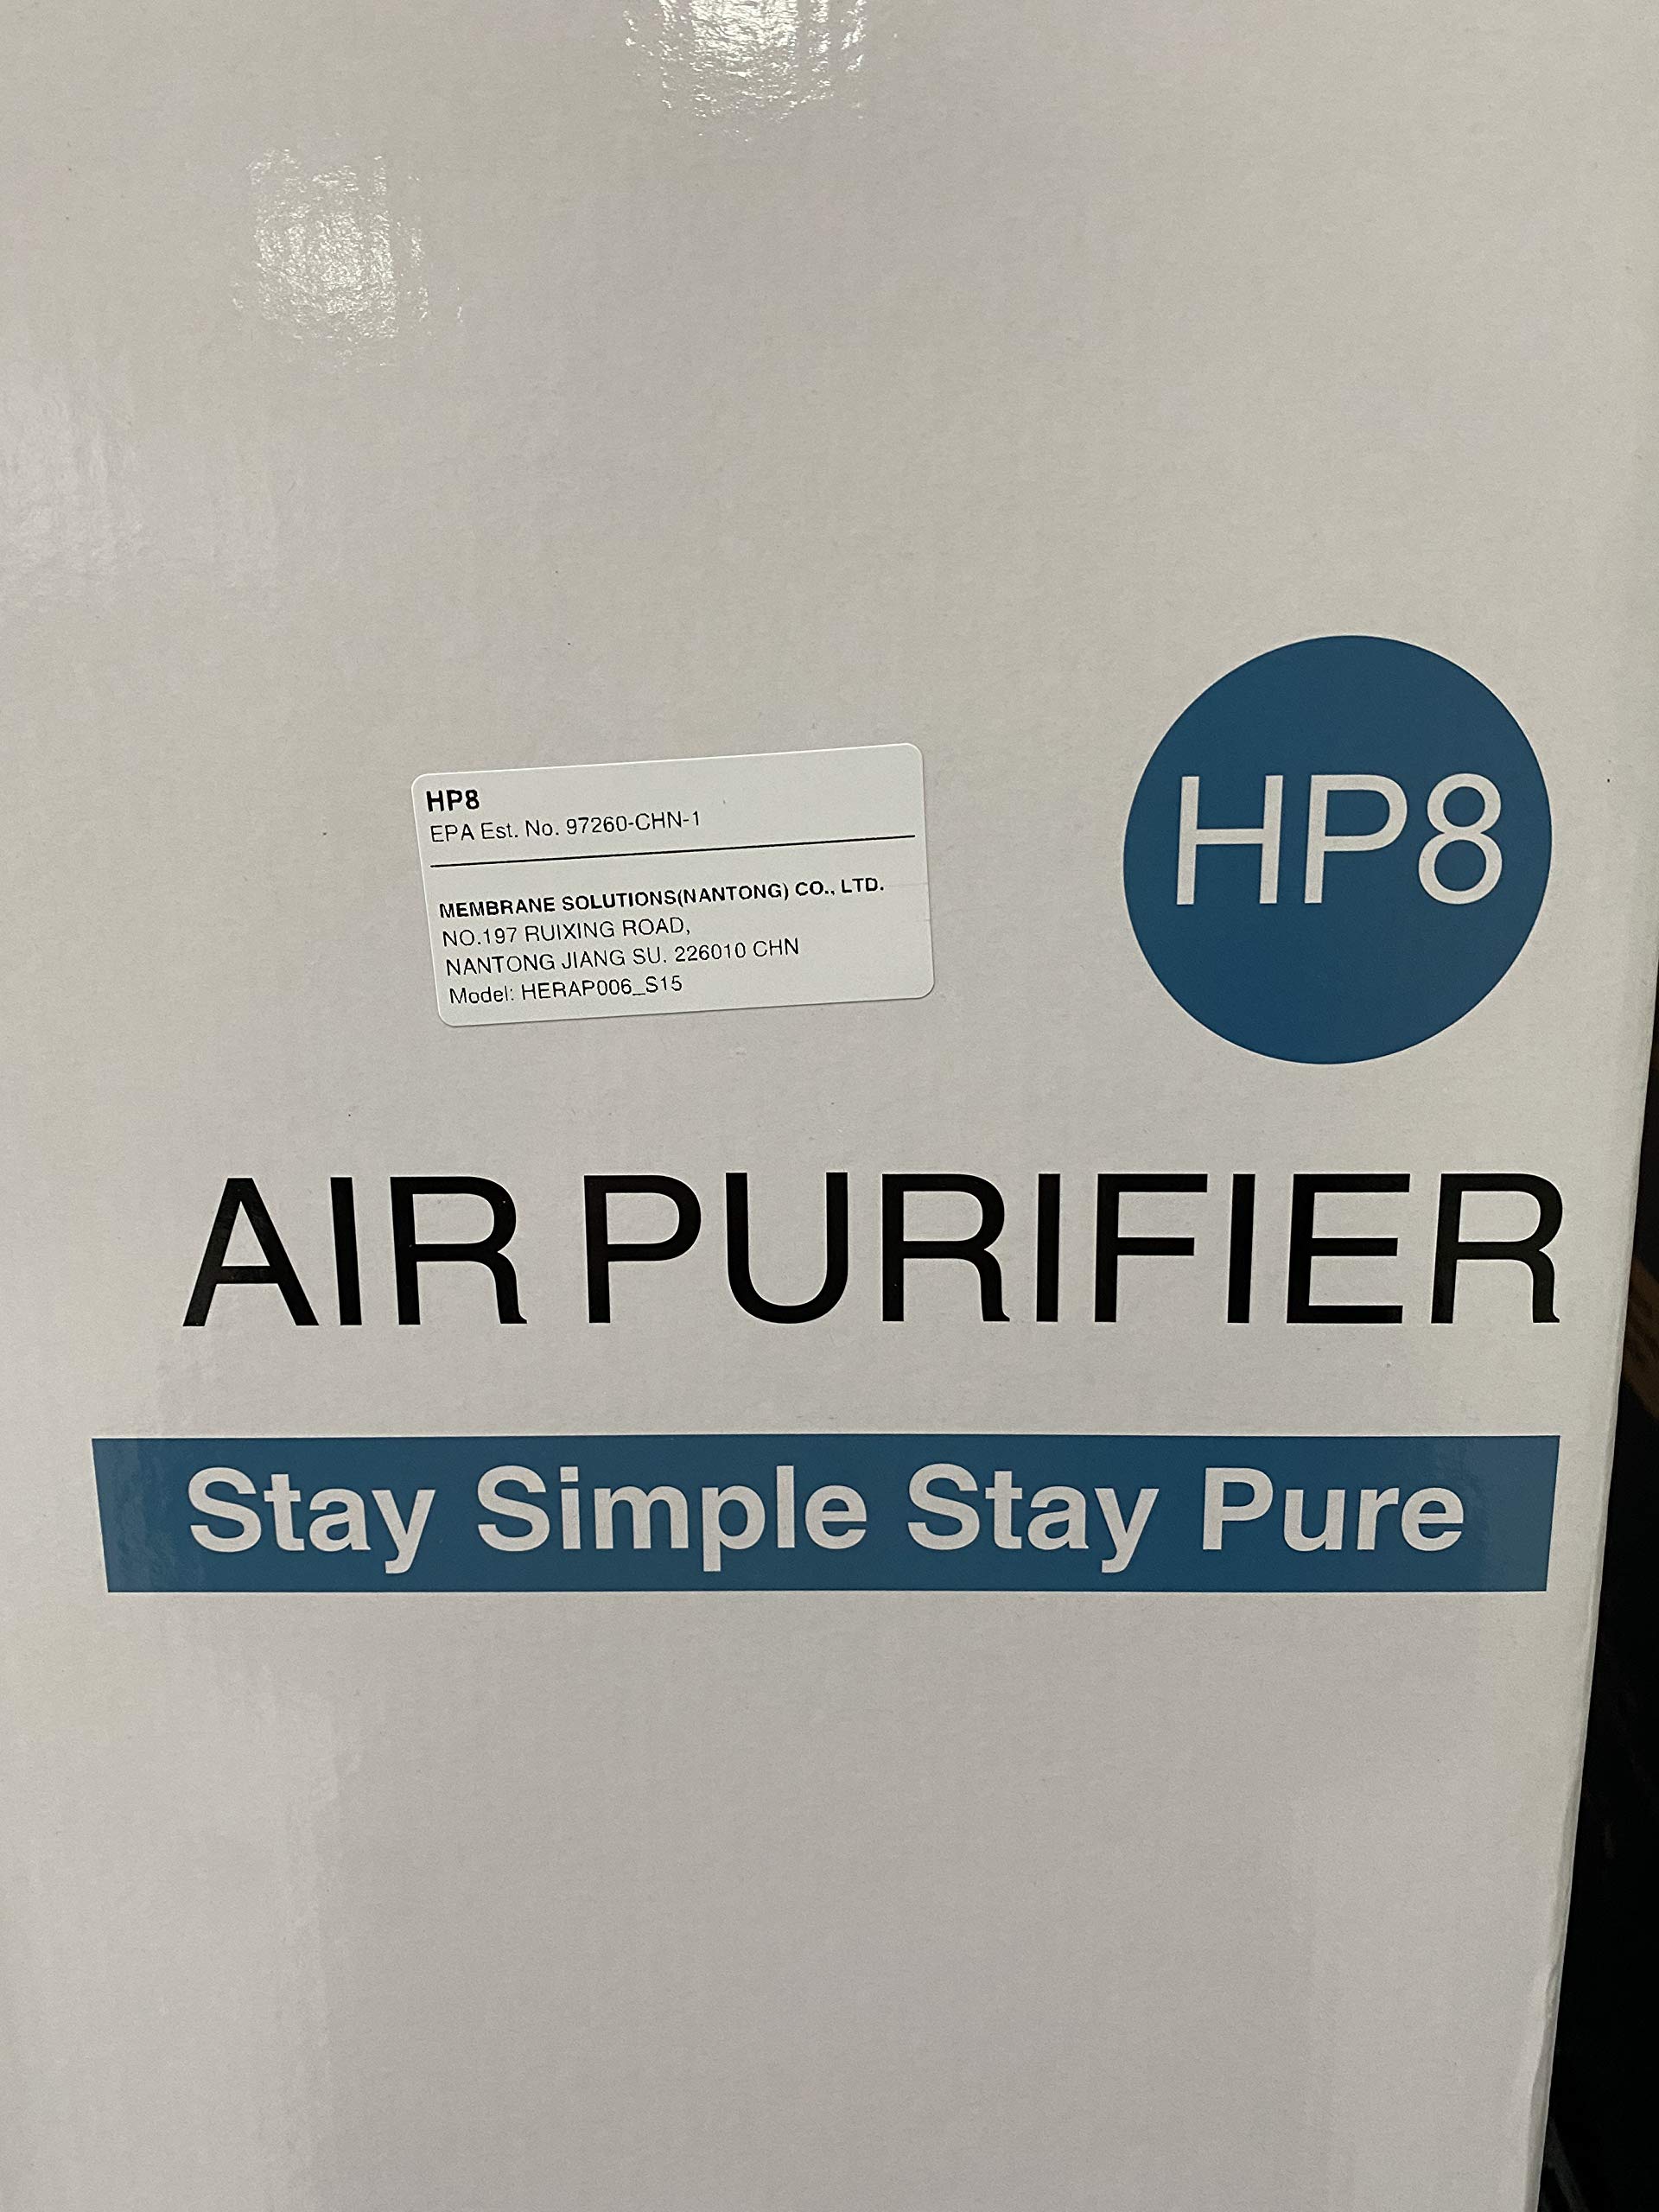 HP8
EPA Est. No. 97260-CHN-1
MEMBRANE SOLUTIONS(NANTONG) CO., LTD.
NO.197 RUIXING ROAD,
NANTONG JIANG SU. 226010 CHN
Model: HERAP006_S15
HP8
AIR PURIFIER
Stay Simple Stay Pure